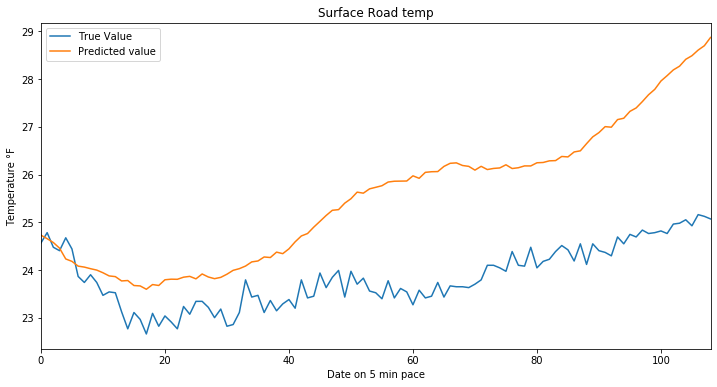 Surface Road temp
True Value
Predicted value
Temperature °F
29
28
27
26
25
24
23
0
20
40
60
80
100
Date on 5 min pace